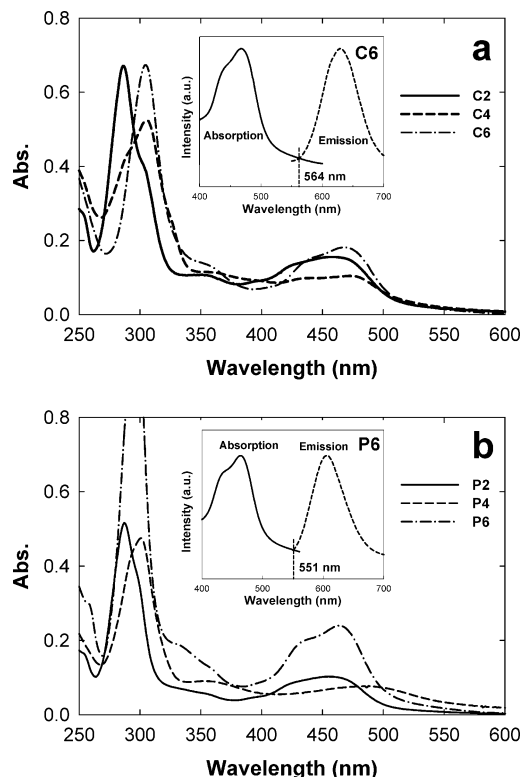 a
0.8
0.6
0.4
0.2
0.0
Abs.
250 300 350 400 450 500 550 600
Wavelength (nm)
C2
C4
C6
C6
Intensity (a.u.)
Absorption
Emission
564 nm
400 500 600 700
Wavelength (nm)
b
0.8
0.6
0.4
0.2
0.0
Abs.
250 300 350 400 450 500 550 600
Wavelength (nm)
P2
P4
P6
P6
Intensity (a.u.)
Absorption
Emission
551 nm
400 500 600 700
Wavelength (nm)